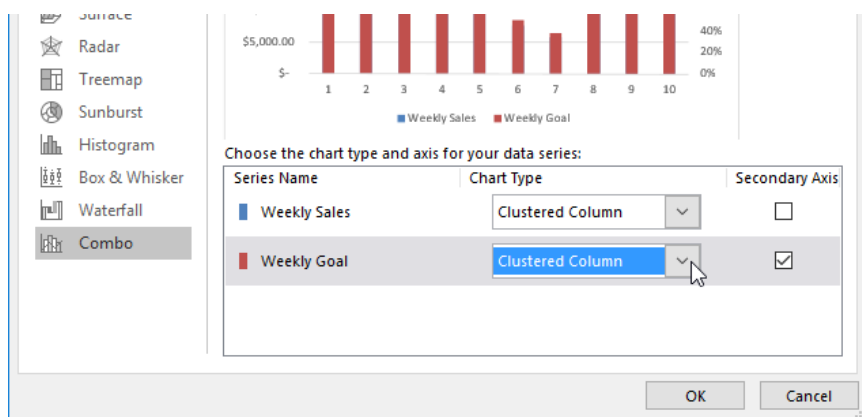 Surface
Radar
Treemap
Sunburst
Histogram
Box & Whisker
Waterfall
Combo
$5,000.00
$-
40%
20%
0%
1 2 3 4 5 6 7 8 9 10
Weekly Sales Weekly Goal
Choose the chart type and axis for your data series:
Series Name Chart Type Secondary Axis
Weekly Sales Clustered Column
Weekly Goal Clustered Column
OK Cancel